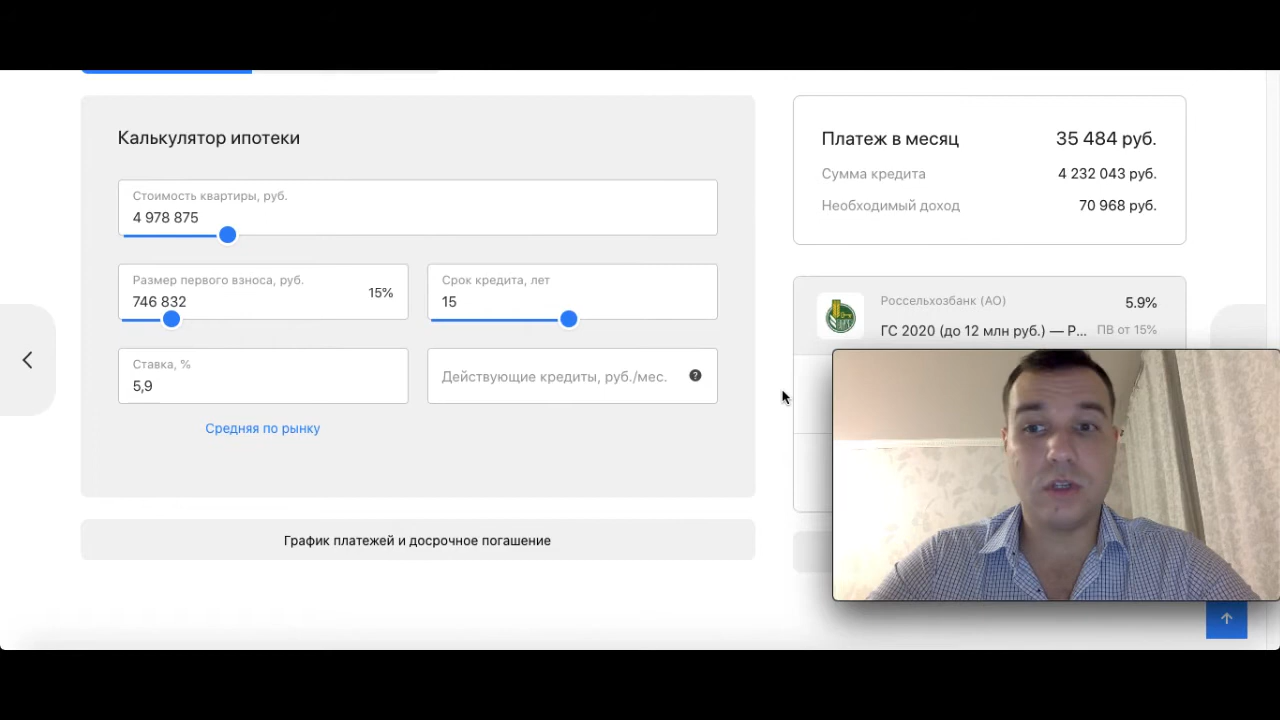 Калькулятор ипотеки
Стоимость квартиры, руб.
4 978 875
Размер первого взноса, руб.
746 832
15%
Срок кредита, лет
15
Ставка, %
5,9
Действующие кредиты, руб./мес.
?
Средняя по рынку
График платежей и досрочное погашение
Платеж в месяц 35 484 руб.
Сумма кредита 4 232 043 руб.
Необходимый доход 70 968 руб.
Россельхозбанк (АО) 5.9%
ГС 2020 (до 12 млн руб.) — Р... ПВ от 15%